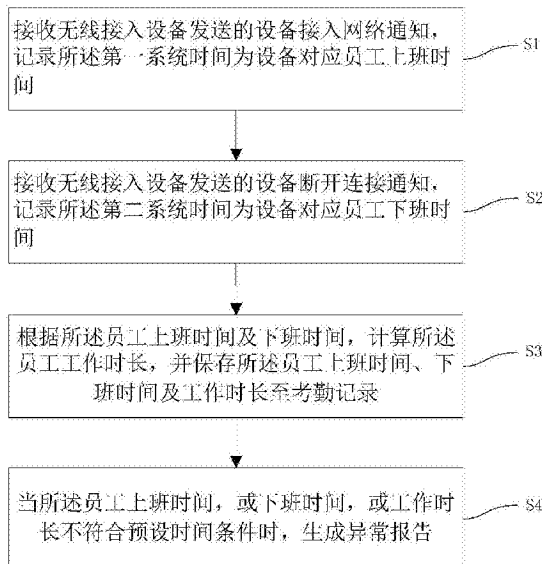 接收无线接入设备发送的设备接入网络通知，
记录所述第一系统时间为设备对应员工上班时
间
S1
接收无线接入设备发送的设备断开连接通知，
记录所述第二系统时间为设备对应员工下班时
间
S2
根据所述员工上班时间及下班时间，计算所述
员工工作时长，并保存所述员工上班时间、下
班时间及工作时长至考勤记录
S3
当所述员工上班时间，或下班时间，或工作时
长不符合预设时间条件时，生成异常报告
S4